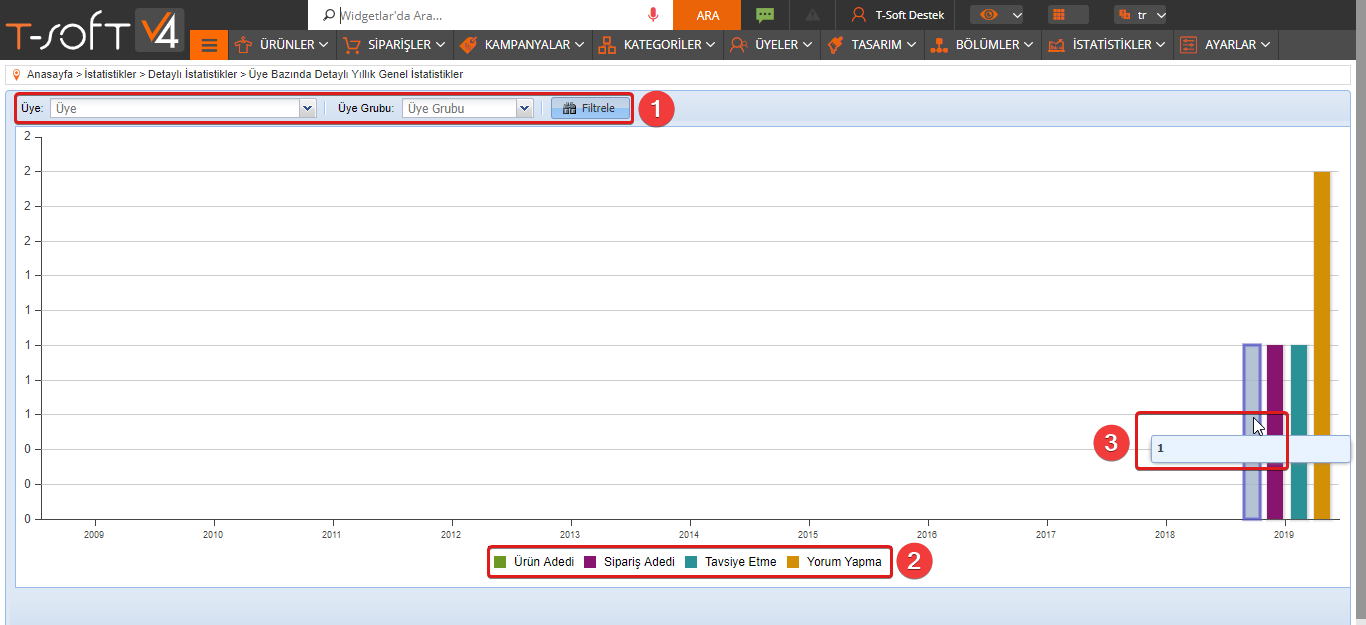 T-SOFT V4
Widgetlar'da Ara...
ARA
T-Soft Destek
tr
ÜRÜNLER
SİPARİŞLER
KAMPANYALAR
KATEGORİLER
ÜYELER
TASARIM
BÖLÜMLER
İSTATİSTİKLER
AYARLAR
Anasayfa > İstatistikler > Detaylı İstatistikler > Üye Bazında Detaylı Yıllık Genel İstatistikler
Üye: Üye Üye Grubu: Üye Grubu Filtrele 1
2
2
2
2
1
1
1
1
1
0
0
0
3
1
2009 2010 2011 2012 2013 2014 2015 2016 2017 2018 2019
Ürün Adedi Sipariş Adedi Tavsiye Etme Yorum Yapma 2